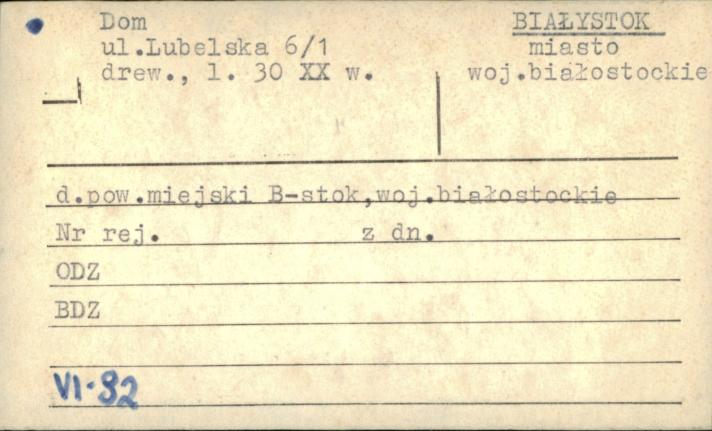 Dom
ul.Lubelska 6/1
drew., l. 30 XX w.
BIAŁYSTOK
miasto
woj.białostockie
d.pow.miejski B-stok,woj.białostockie
Nr rej. z dn.
ODZ
BDZ
VI-82